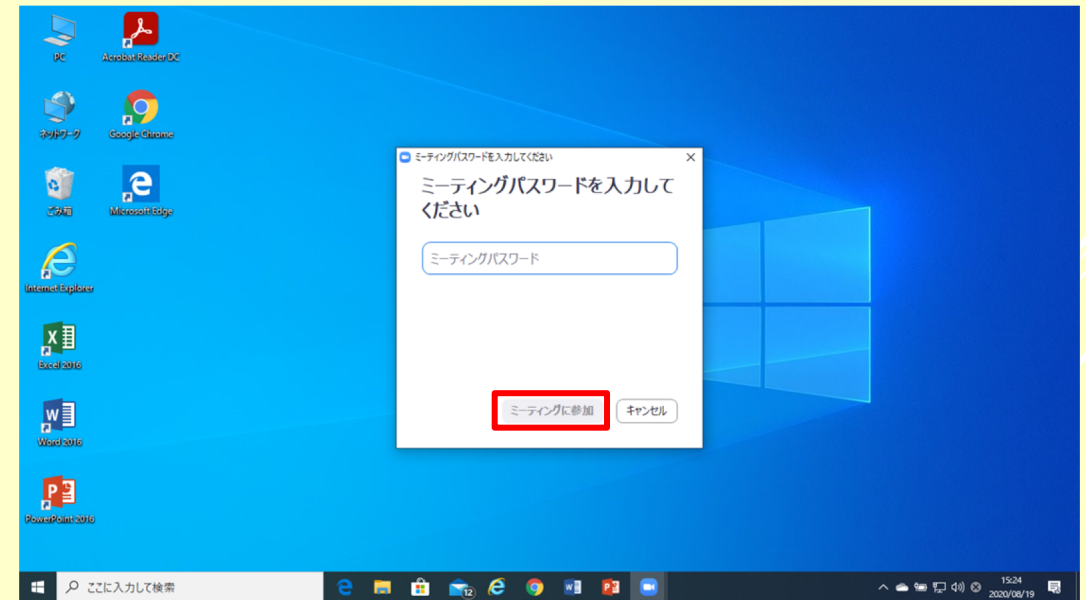 PC
Acrobat Reader DC
ネットワーク
Google Chrome
ごみ箱
Microsoft Edge
Internet Explorer
Excel 2016
Word 2016
PowerPoint 2016
ミーティングパスワードを入力してください
ミーティングパスワードを入力して
ください
ミーティングパスワード
ミーティングに参加
キャンセル
ここに入力して検索
12
15:24
2020/08/19